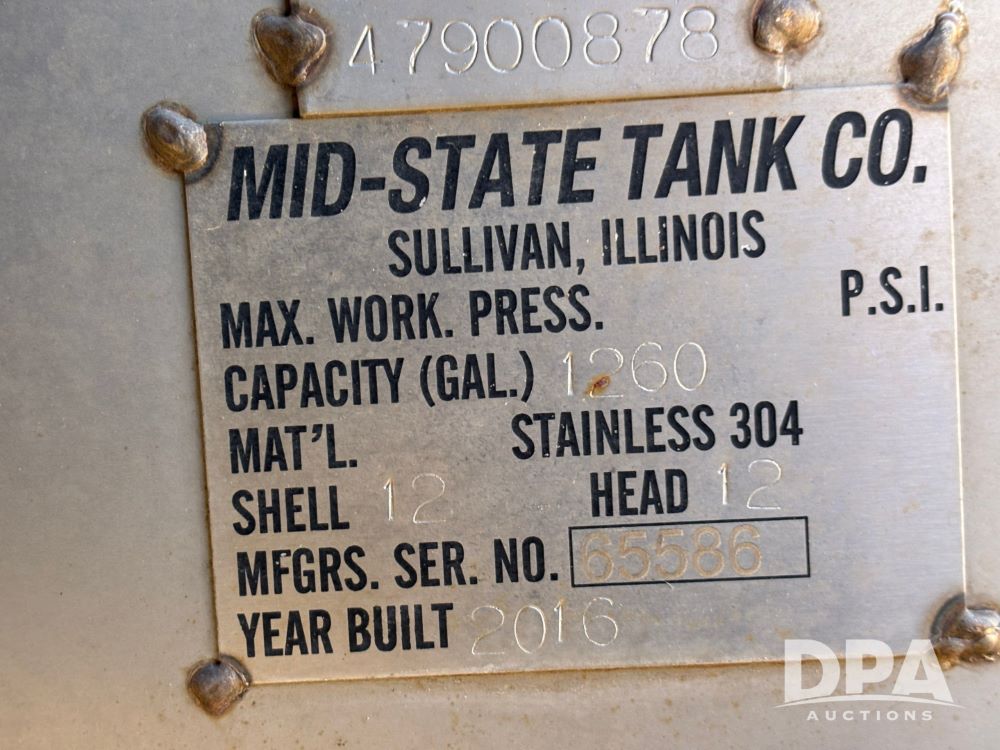 47900878
MID-STATE TANK CO.
SULLIVAN, ILLINOIS
MAX. WORK. PRESS. P.S.I.
CAPACITY (GAL.) 1260
MAT'L. STAINLESS 304
SHELL 12 HEAD 12
MFGRS. SER. NO. 65586
YEAR BUILT 2016
DPA
AUCTIONS